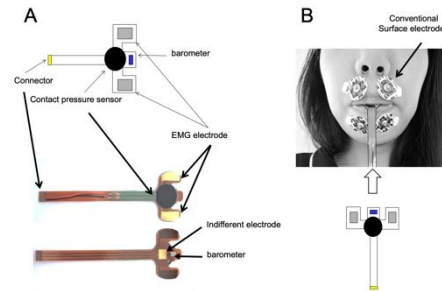 A
barometer
Connector
Contact pressure sensor
EMG electrode
Indifferent electrode
barometer
B
Conventional
Surface electrode